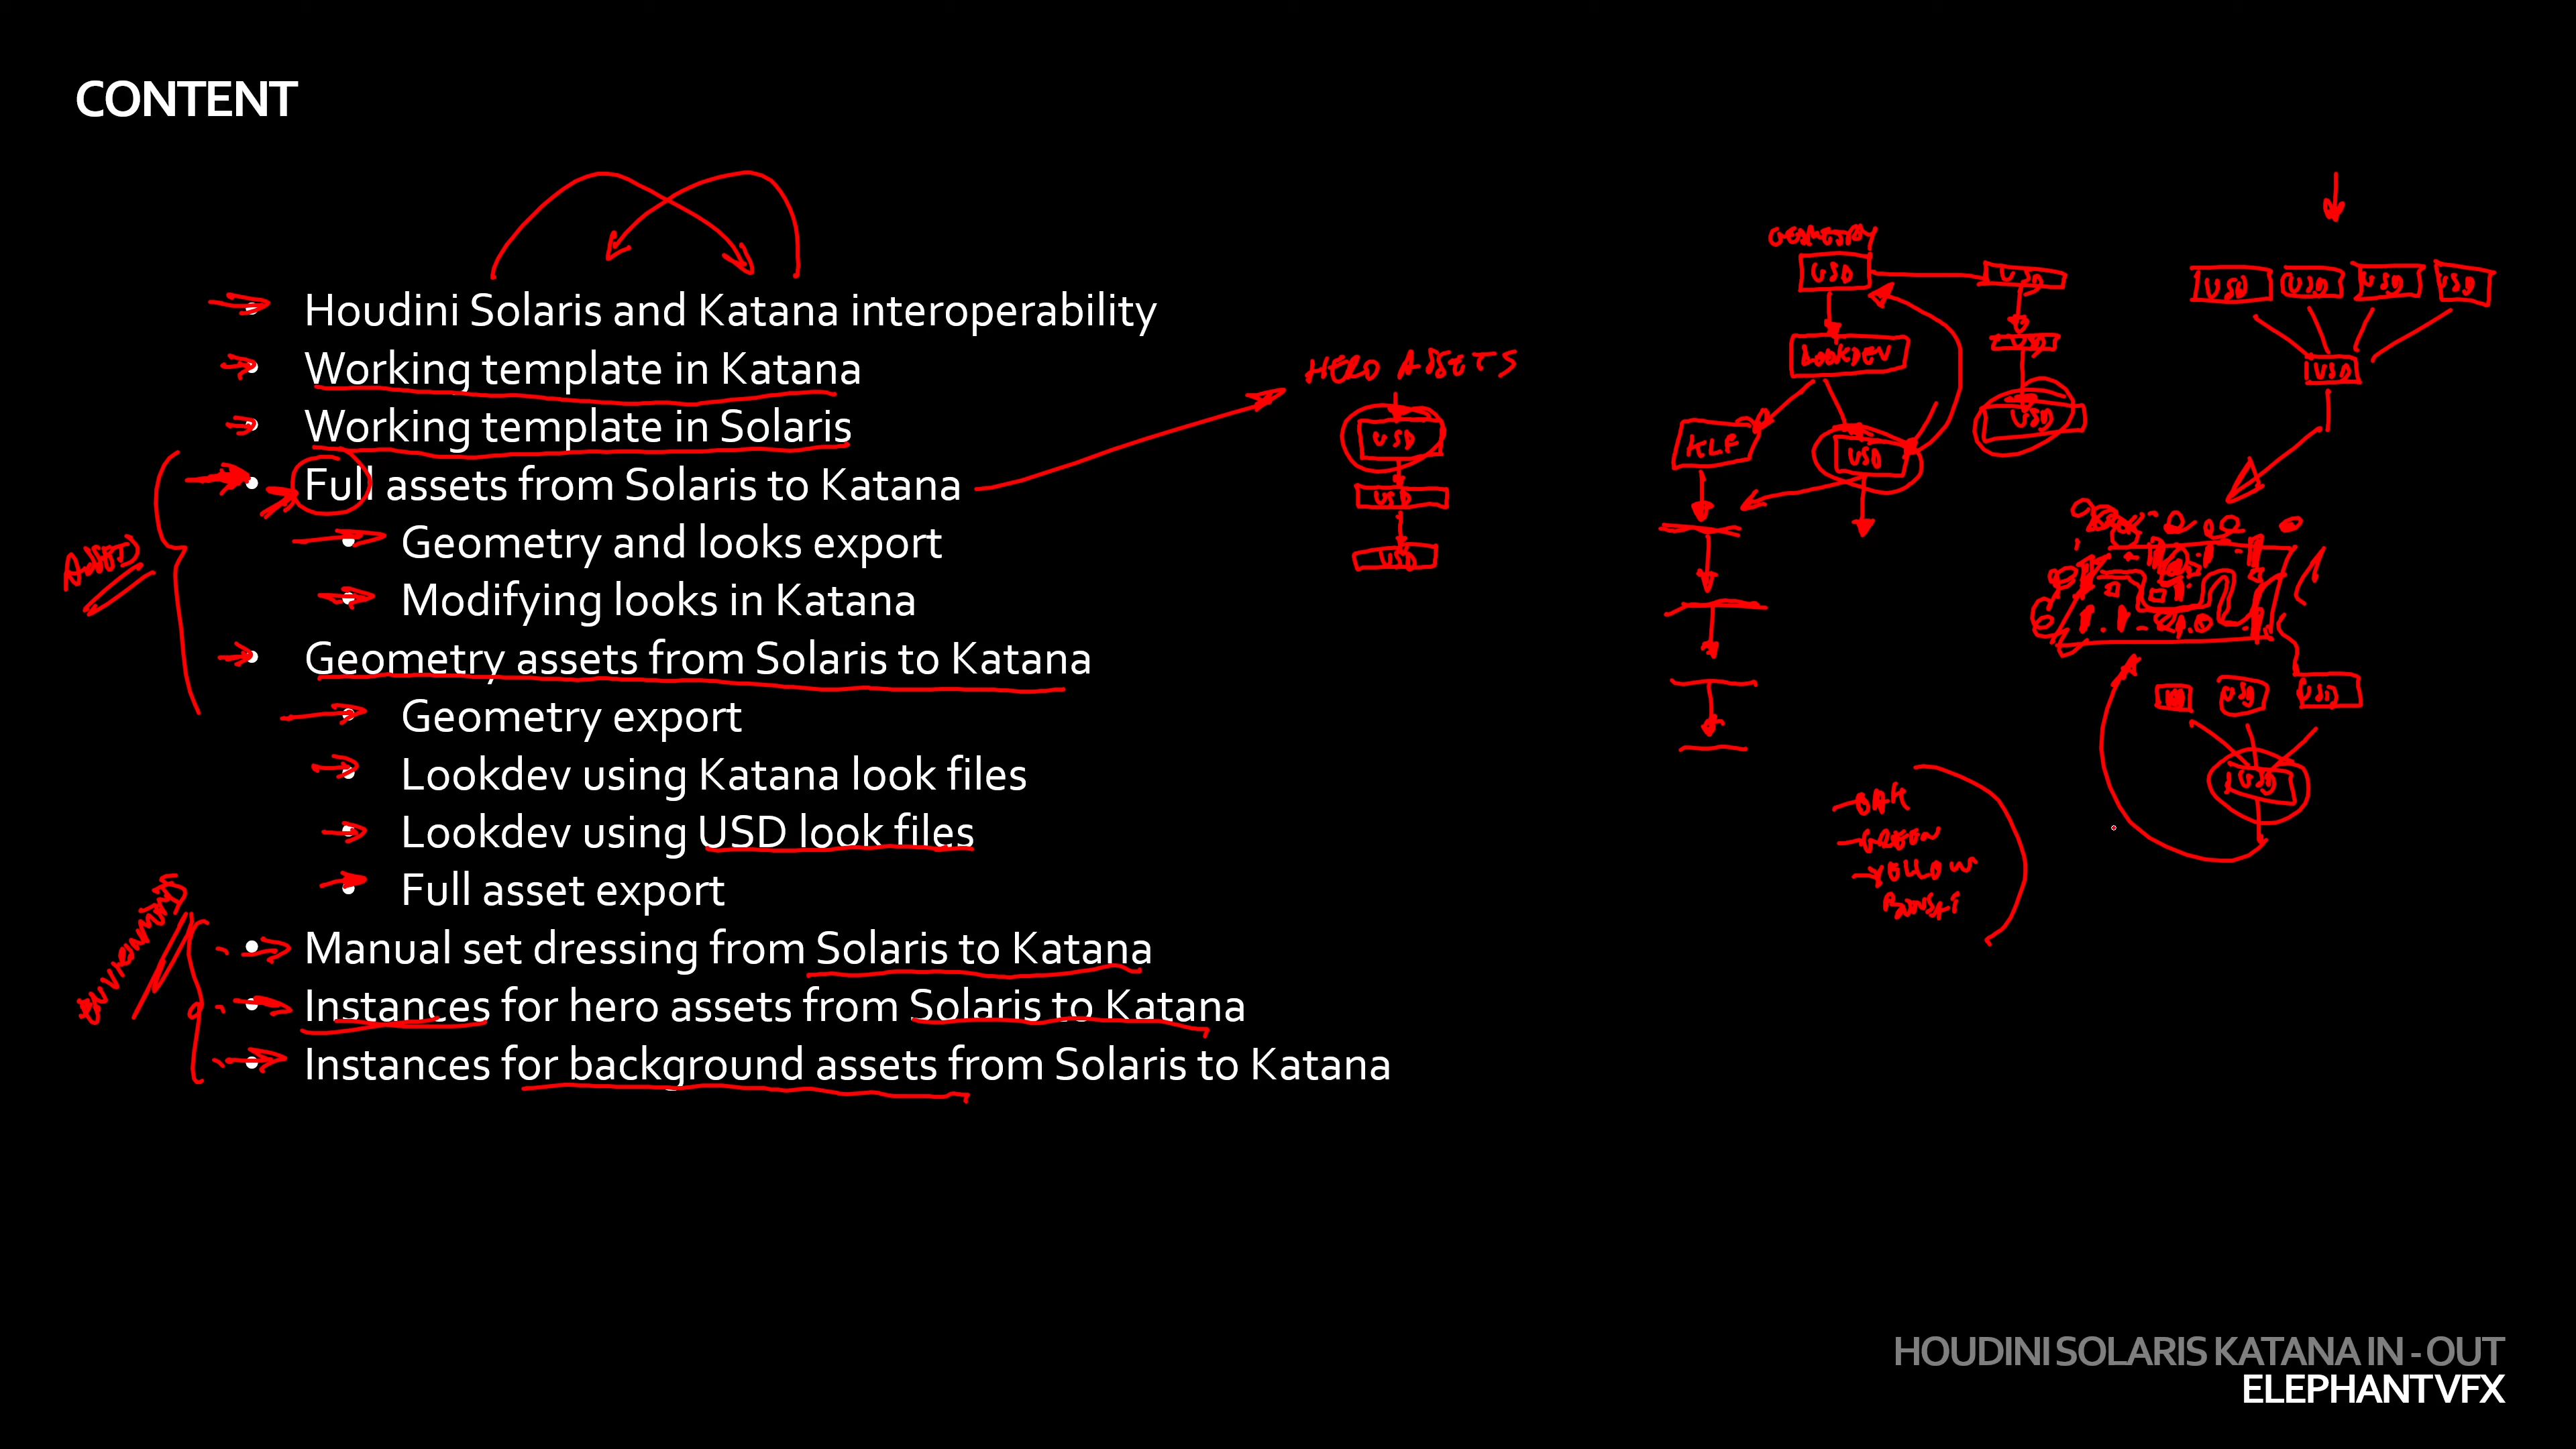 CONTENT
Houdini Solaris and Katana interoperability
Working template in Katana
Working template in Solaris
Full assets from Solaris to Katana
Geometry and looks export
Modifying looks in Katana
Geometry assets from Solaris to Katana
Geometry export
Lookdev using Katana look files
Lookdev using USD look files
Full asset export
Manual set dressing from Solaris to Katana
Instances for hero assets from Solaris to Katana
Instances for background assets from Solaris to Katana
HERO ASSETS
USD
USD
USD
GEOMETRY
USD
USD
LOOKDEV
USD
KLF
USD
USD
USD USD USD USD
USD
USD USD
USD
GREEN
YELLOW
HOUDINI SOLARIS KATANA IN - OUT
ELEPHANTVFX